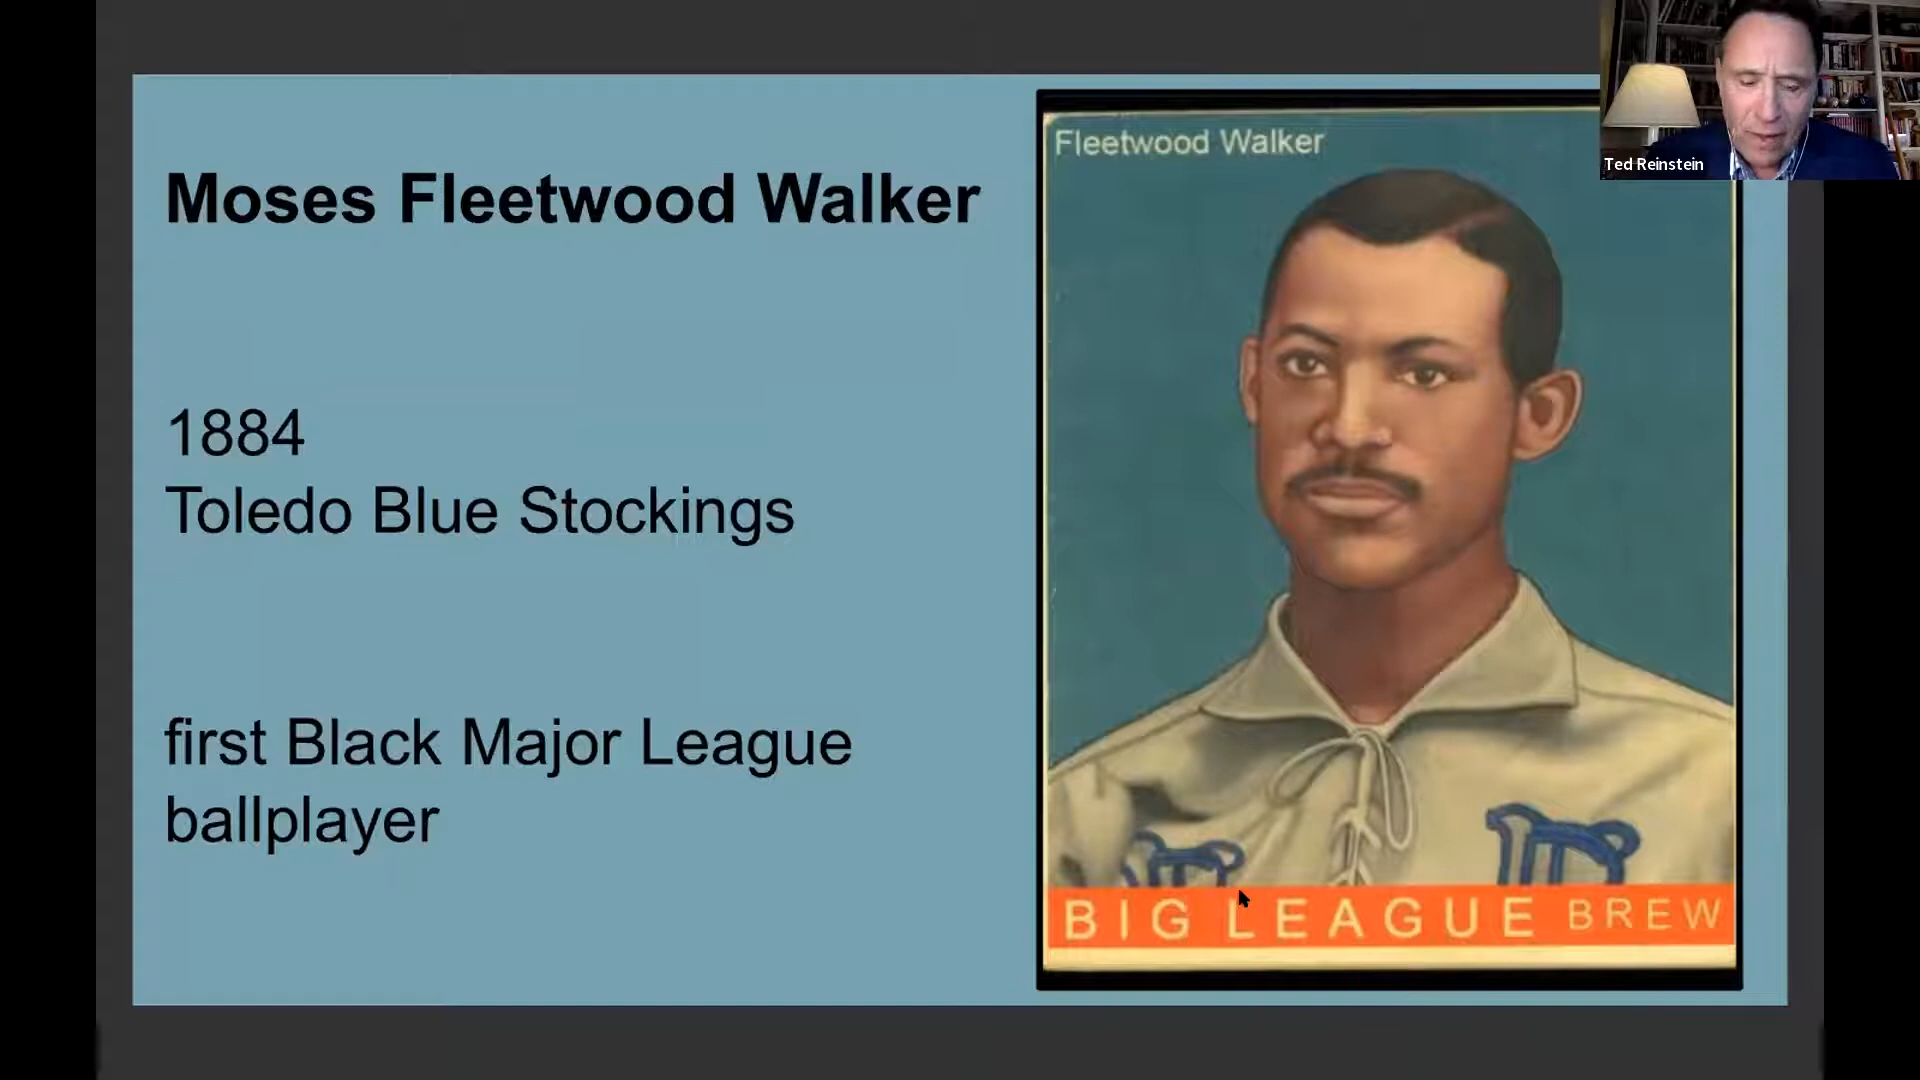 Moses Fleetwood Walker
1884
Toledo Blue Stockings
first Black Major League
ballplayer
Fleetwood Walker
BIG LEAGUE BREW
Ted Reinstein